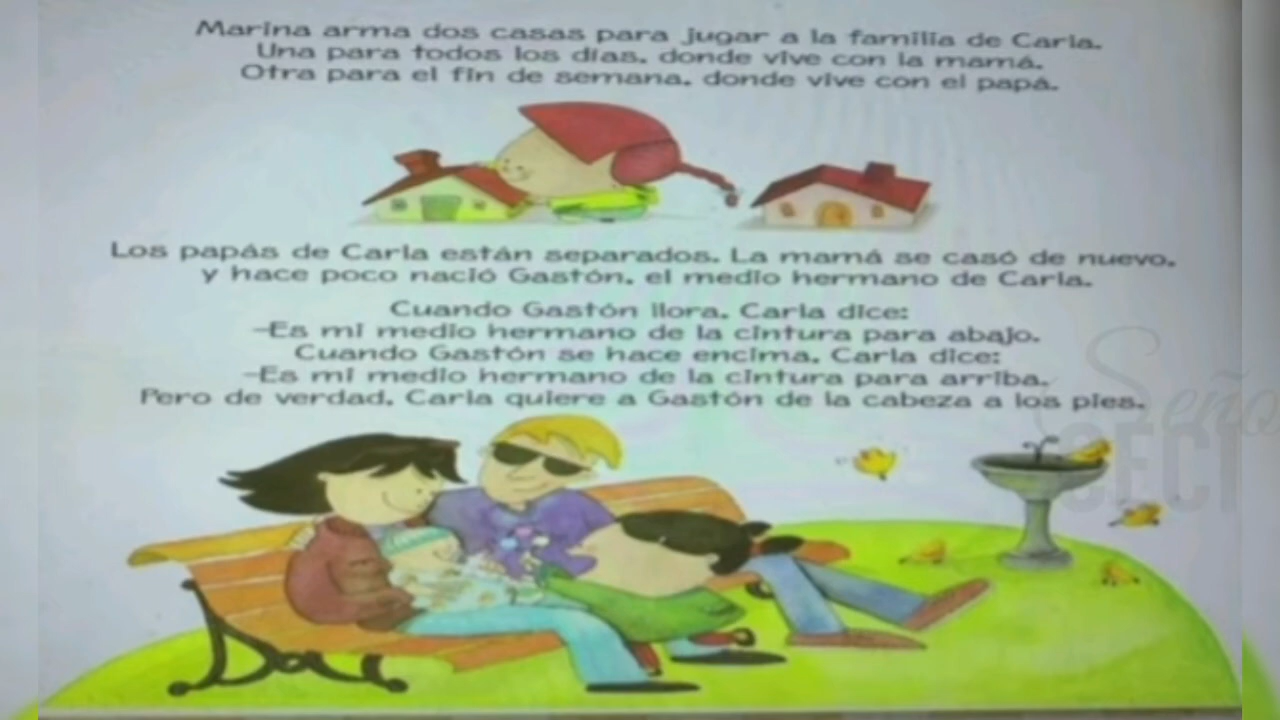 Marina arma dos casas para jugar a la familia de Carla.
Una para todos los días, donde vive con la mamá.
Otra para el fin de semana, donde vive con el papá.
Los papás de Carla están separados. La mamá se casó de nuevo,
y hace poco nació Gastón, el medio hermano de Carla.
Cuando Gastón llora, Carla dice:
—Es mi medio hermano de la cintura para abajo.
Cuando Gastón se hace encima, Carla dice:
—Es mi medio hermano de la cintura para arriba.
Pero de verdad, Carla quiere a Gastón de la cabeza a los pies.
Seño
CECI